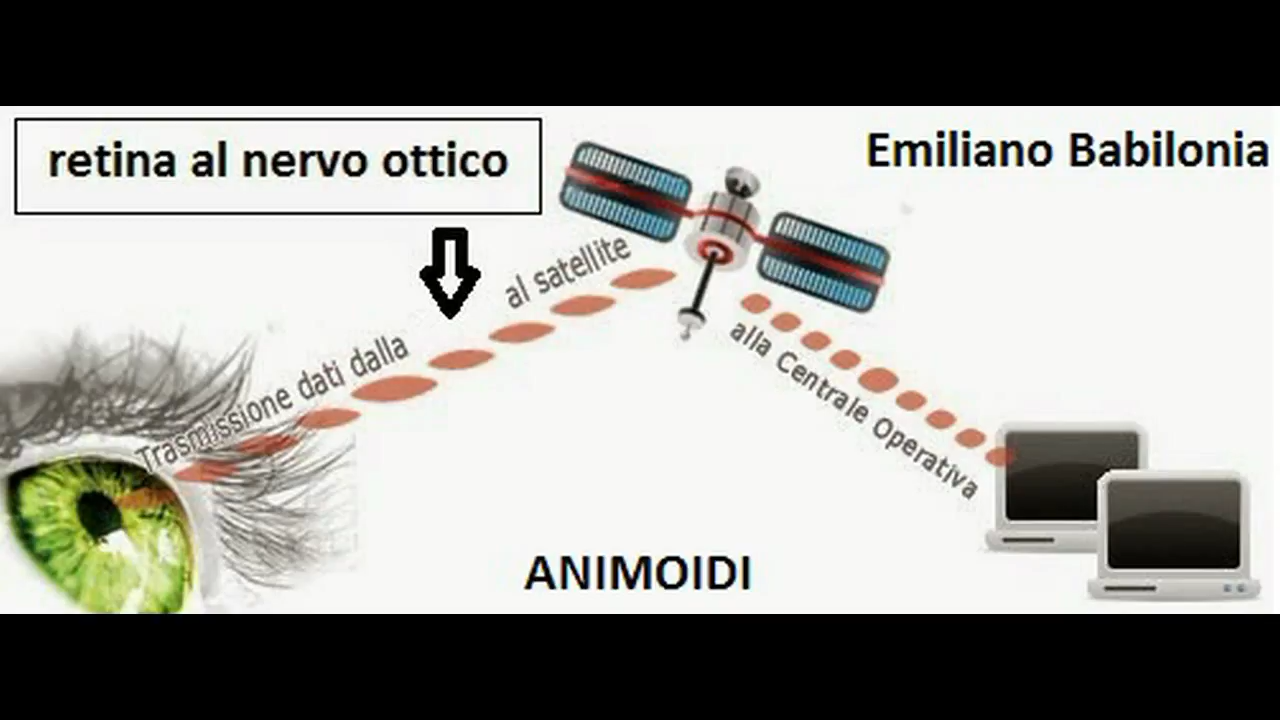 retina al nervo ottico
Emiliano Babilonia
Trasmissione dati dalla
al satellite
alla Centrale Operativa
ANIMOIDI